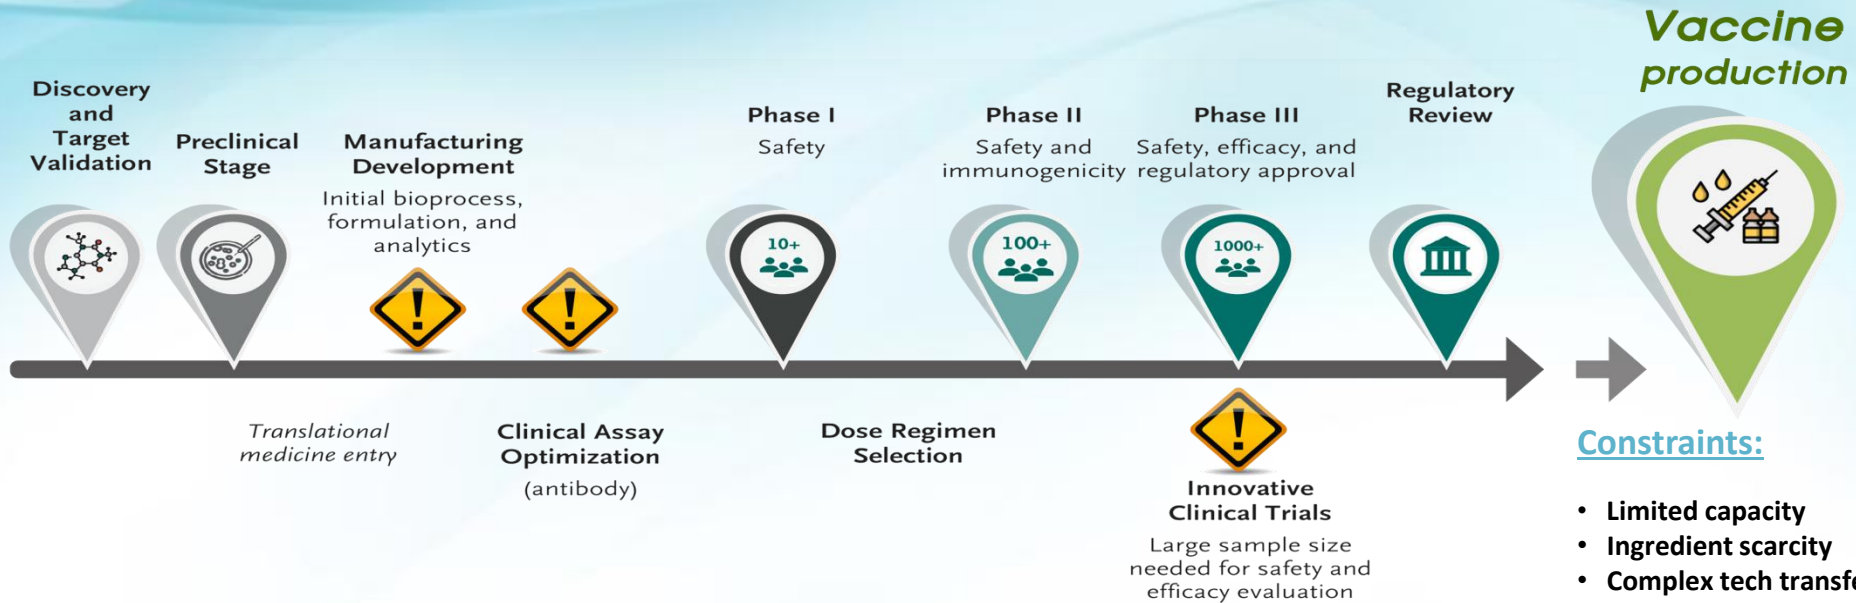 Vaccine
production
Discovery
and
Target
Validation
Preclinical
Stage
Manufacturing
Development
Initial bioprocess,
formulation, and
analytics
Phase I
Safety
Phase II
Safety and
immunogenicity
Phase III
Safety, efficacy, and
regulatory approval
Regulatory
Review
10+
100+
1000+
Translational
medicine entry
Clinical Assay
Optimization
(antibody)
Dose Regimen
Selection
Innovative
Clinical Trials
Large sample size
needed for safety and
efficacy evaluation
Constraints:
• Limited capacity
• Ingredient scarcity
• Complex tech